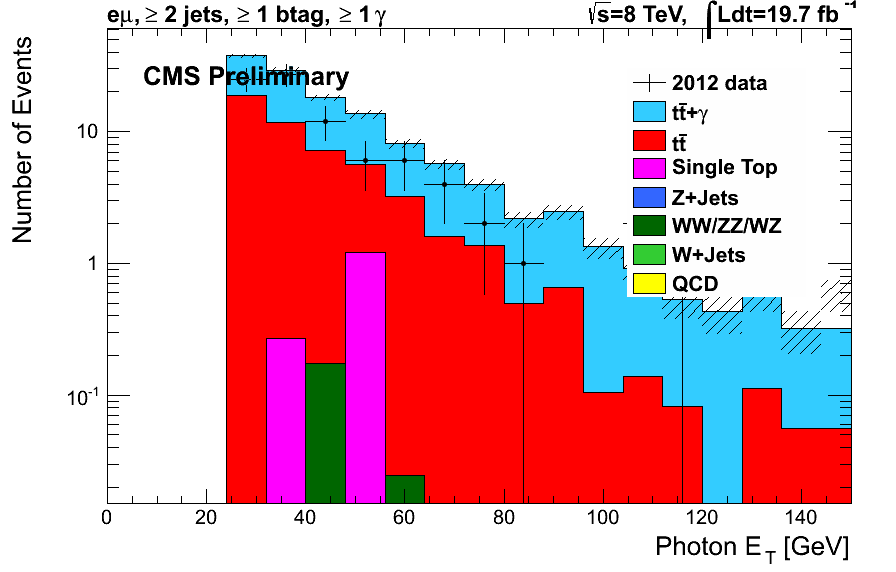 eμ, ≥ 2 jets, ≥ 1 btag, ≥ 1 γ
√s=8 TeV, ∫Ldt=19.7 fb⁻¹
CMS Preliminary
2012 data
tt̄+γ
tt̄
Single Top
Z+Jets
WW/ZZ/WZ
W+Jets
QCD
Number of Events
10
1
10⁻¹
0 20 40 60 80 100 120 140
Photon E_T [GeV]